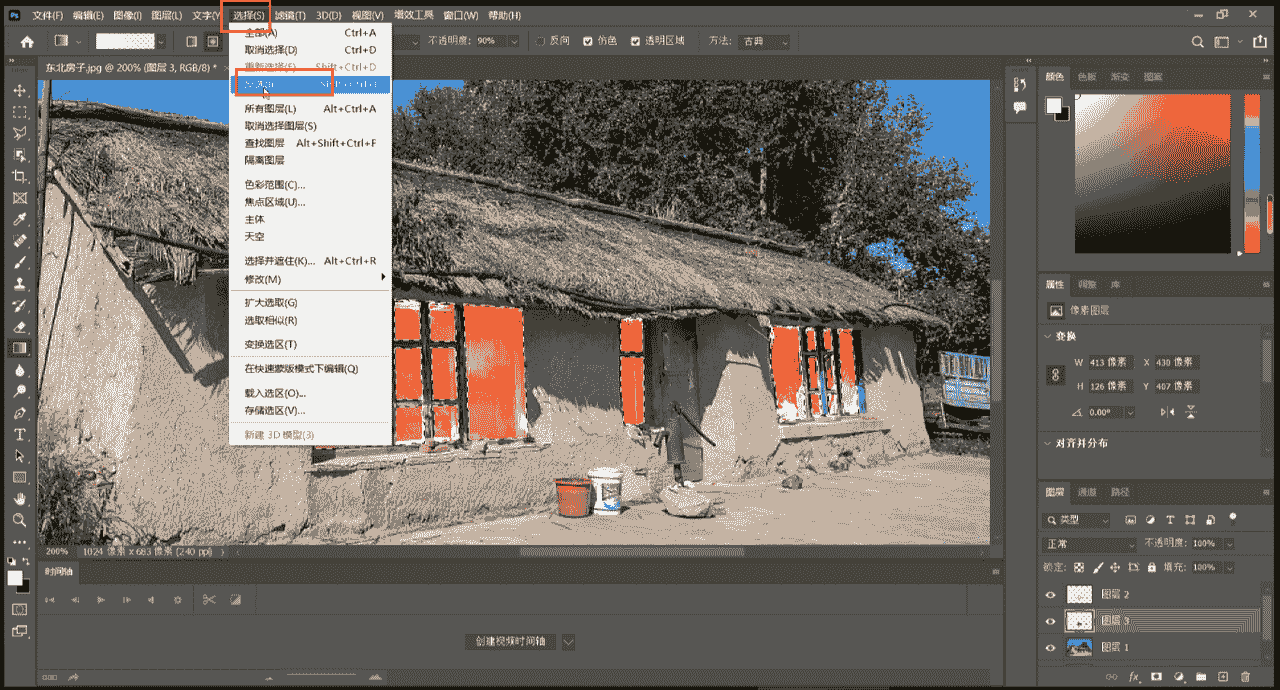 文件(F) 编辑(E) 图像(I) 图层(L) 文字(Y 选择(S) 滤镜(T) 3D(D) 视图(V) 增效工具 窗口(W) 帮助(H)
不透明度: 90% 反向 仿色 透明区域 方法: 古典
东北房子.jpg @ 200% (图层 3, RGB/8) *
全部(A) Ctrl+A
取消选择(D) Ctrl+D
重新选择(E) Shift+Ctrl+D
所有图层(L) Alt+Ctrl+A
取消选择图层(S)
查找图层 Alt+Shift+Ctrl+F
隔离图层
色彩范围(C)...
焦点区域(U)...
主体
天空
选择并遮住(K)... Alt+Ctrl+R
修改(M)
扩大选取(G)
选取相似(R)
变换选区(T)
在快速蒙版模式下编辑(Q)
载入选区(O)...
存储选区(V)...
新建 3D 模型(3)
颜色 色板 渐变 图案
属性 调整 库
像素图层
变换
W 413 像素 X 430 像素
H 126 像素 Y 407 像素
0.00°
对齐并分布
图层 通道 路径
类型
正常 不透明度: 100%
锁定: 填充: 100%
图层 2
图层 3
图层 1
200% 1024 像素 x 683 像素 (240 ppi)
时间轴
创建视频时间轴